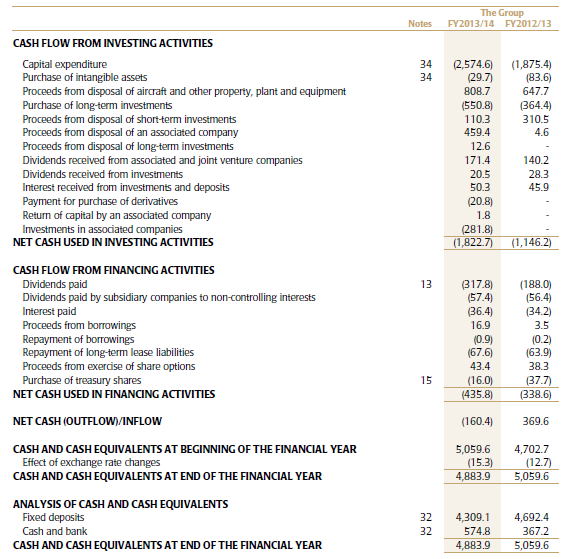 The Group
Notes FY2013/14 FY2012/13
CASH FLOW FROM INVESTING ACTIVITIES
Capital expenditure 34 (2,574.6) (1,875.4)
Purchase of intangible assets 34 (29.7) (83.6)
Proceeds from disposal of aircraft and other property, plant and equipment 808.7 647.7
Purchase of long-term investments (550.8) (364.4)
Proceeds from disposal of short-term investments 110.3 310.5
Proceeds from disposal of an associated company 459.4 4.6
Proceeds from disposal of long-term investments 12.6 -
Dividends received from associated and joint venture companies 171.4 140.2
Dividends received from investments 20.5 28.3
Interest received from investments and deposits 50.3 45.9
Payment for purchase of derivatives (20.8) -
Return of capital by an associated company 1.8 -
Investments in associated companies (281.8) -
NET CASH USED IN INVESTING ACTIVITIES (1,822.7) (1,146.2)
CASH FLOW FROM FINANCING ACTIVITIES
Dividends paid 13 (317.8) (188.0)
Dividends paid by subsidiary companies to non-controlling interests (57.4) (56.4)
Interest paid (36.4) (34.2)
Proceeds from borrowings 16.9 3.5
Repayment of borrowings (0.9) (0.2)
Repayment of long-term lease liabilities (67.6) (63.9)
Proceeds from exercise of share options 43.4 38.3
Purchase of treasury shares 15 (16.0) (37.7)
NET CASH USED IN FINANCING ACTIVITIES (435.8) (338.6)
NET CASH (OUTFLOW)/INFLOW (160.4) 369.6
CASH AND CASH EQUIVALENTS AT BEGINNING OF THE FINANCIAL YEAR 5,059.6 4,702.7
Effect of exchange rate changes (15.3) (12.7)
CASH AND CASH EQUIVALENTS AT END OF THE FINANCIAL YEAR 4,883.9 5,059.6
ANALYSIS OF CASH AND CASH EQUIVALENTS
Fixed deposits 32 4,309.1 4,692.4
Cash and bank 32 574.8 367.2
CASH AND CASH EQUIVALENTS AT END OF THE FINANCIAL YEAR 4,883.9 5,059.6